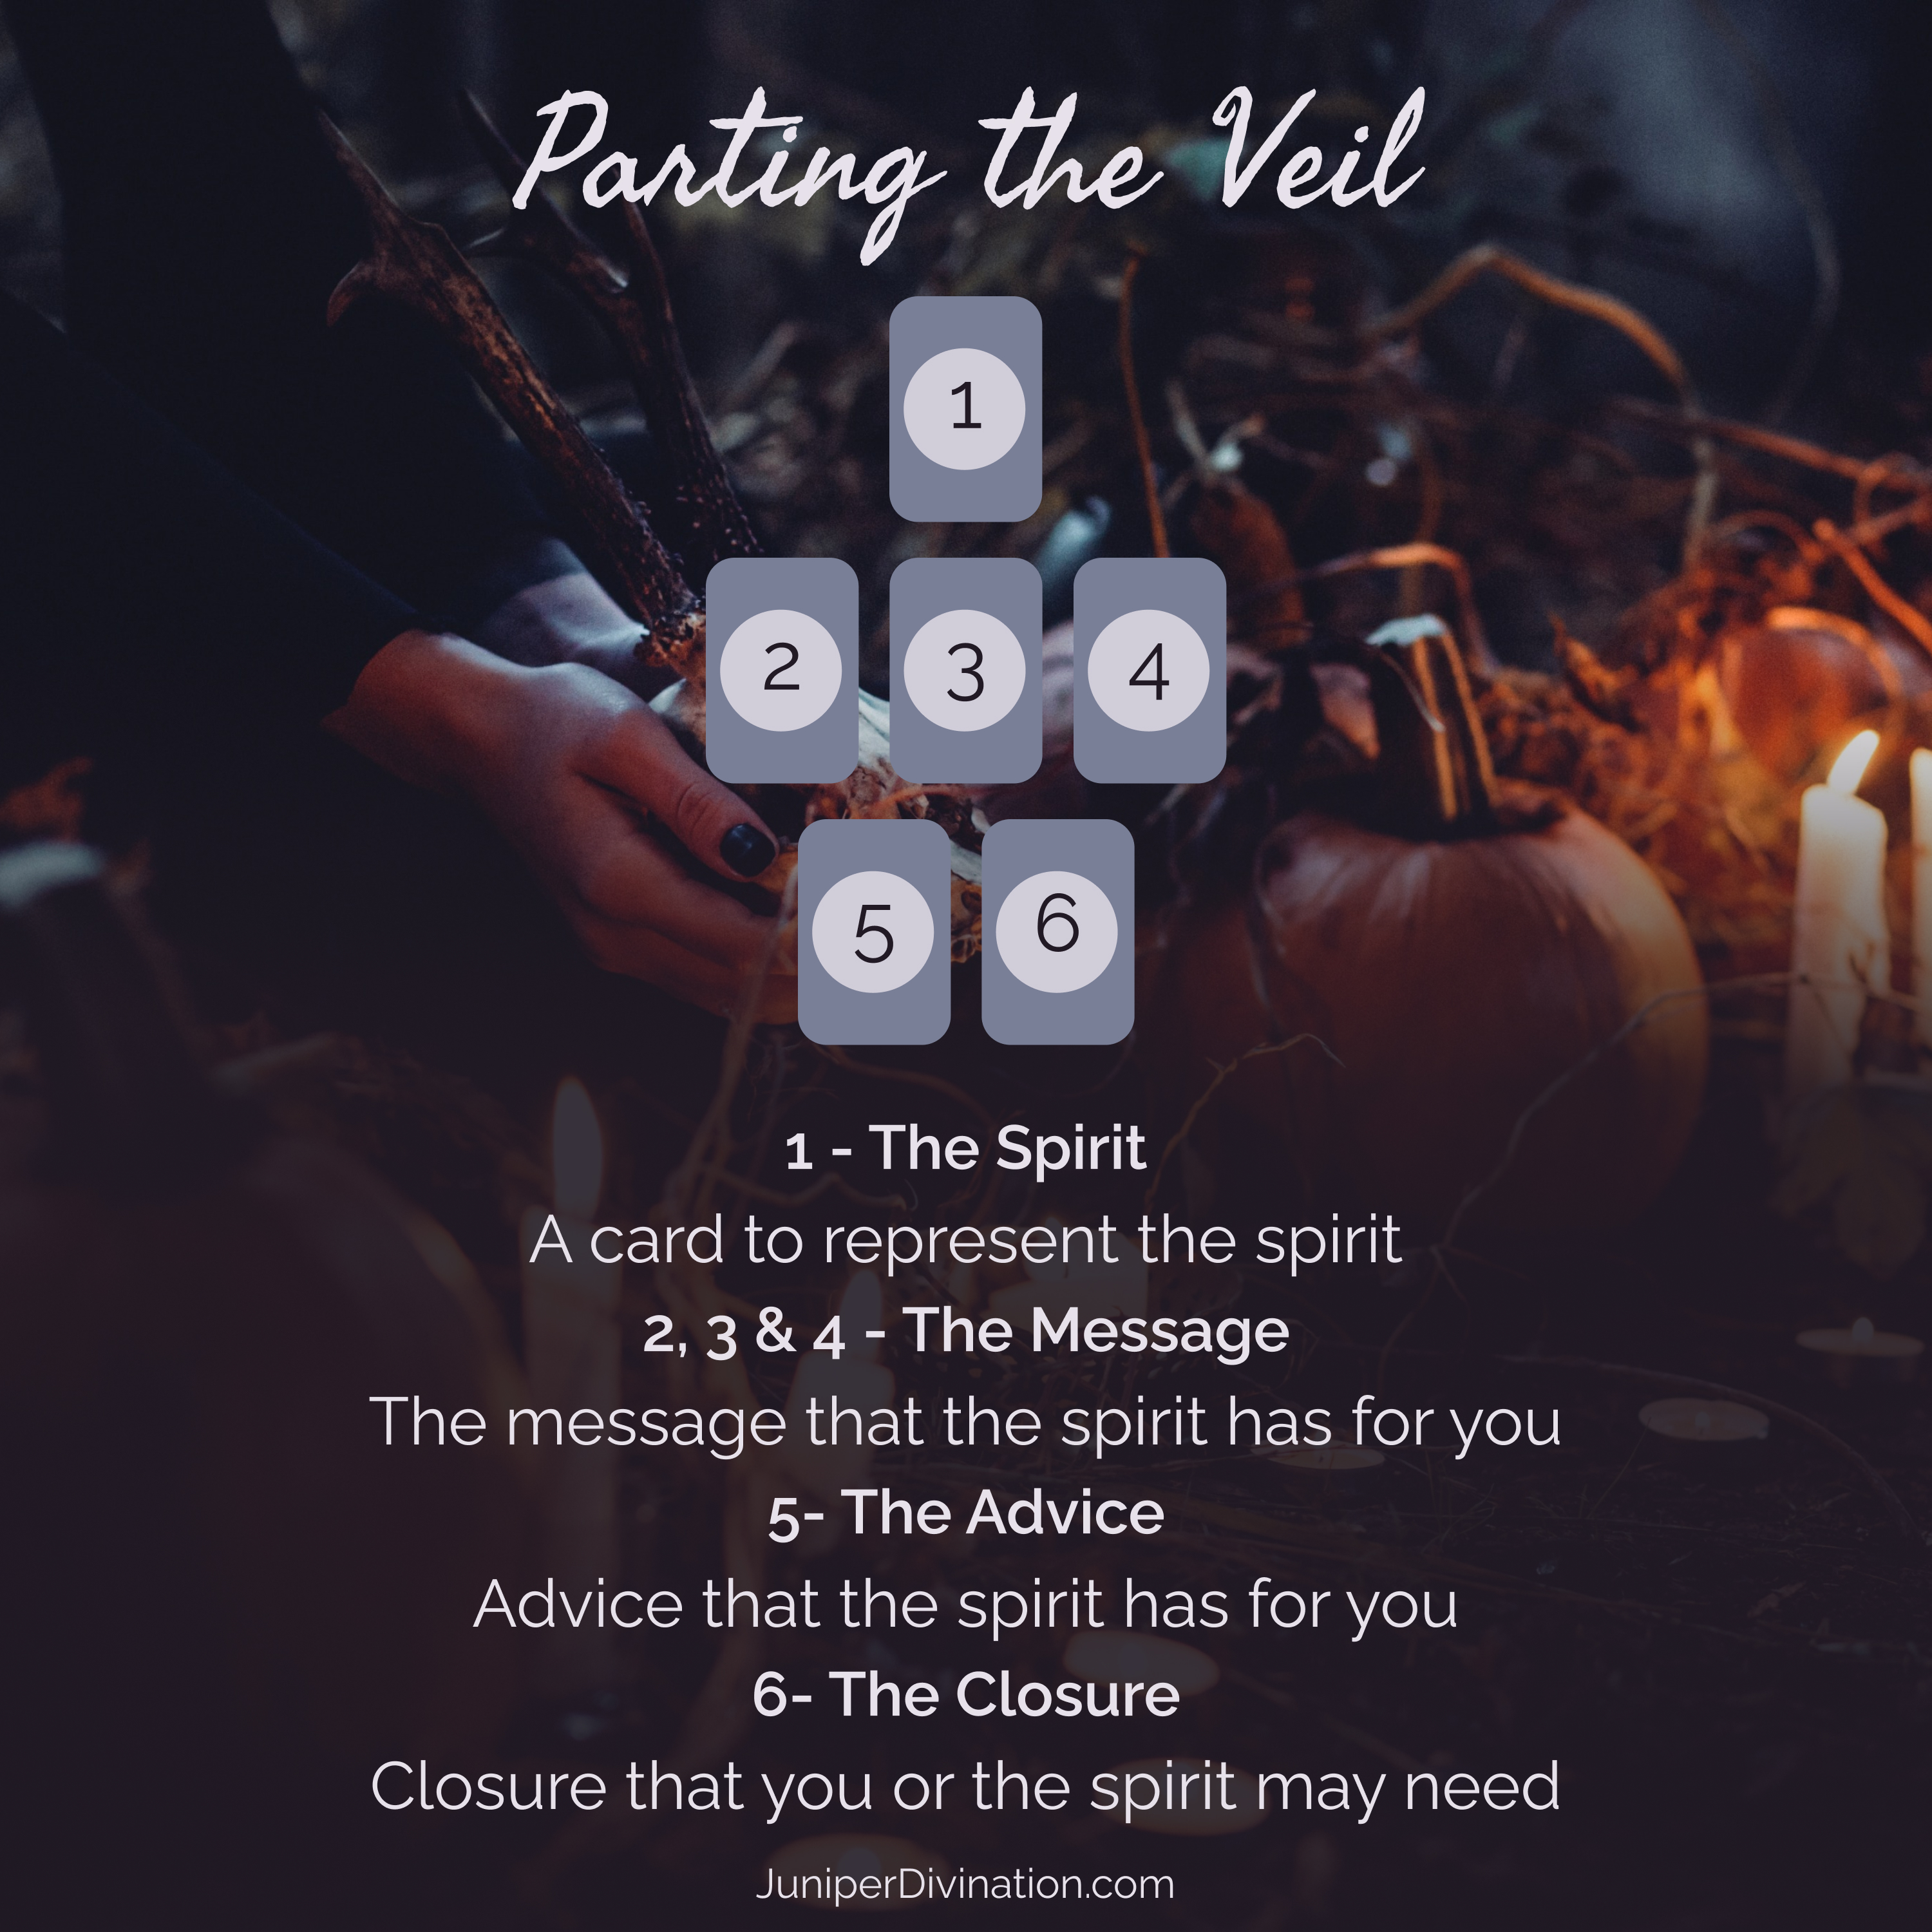 Parting the Veil
1
2 3 4
5 6
1 - The Spirit
A card to represent the spirit
2, 3 & 4 - The Message
The message that the spirit has for you
5- The Advice
Advice that the spirit has for you
6- The Closure
Closure that you or the spirit may need
JuniperDivination.com